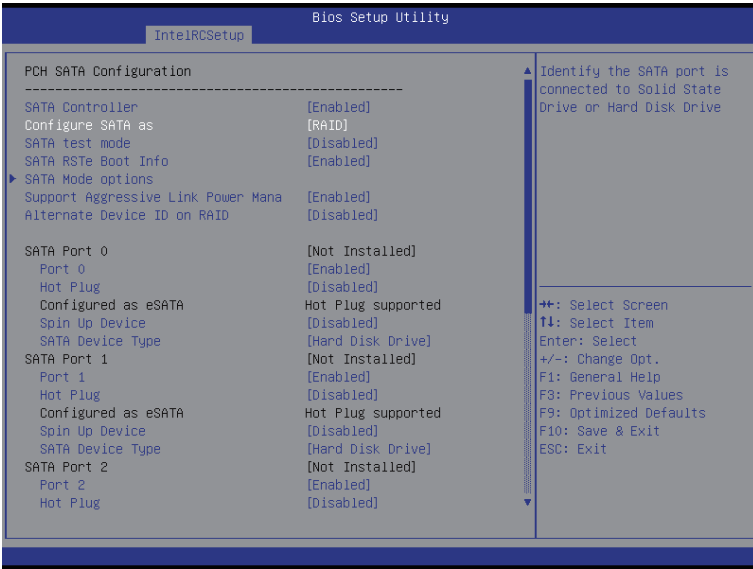 Bios Setup Utility
IntelRCSetup
PCH SATA Configuration
------------------------------------------------------
SATA Controller [Enabled]
Configure SATA as [RAID]
SATA test mode [Disabled]
SATA RSTe Boot Info [Enabled]
SATA Mode options
Support Aggressive Link Power Mana [Enabled]
Alternate Device ID on RAID [Disabled]
SATA Port 0 [Not Installed]
Port 0 [Enabled]
Hot Plug [Disabled]
Configured as eSATA Hot Plug supported
Spin Up Device [Disabled]
SATA Device Type [Hard Disk Drive]
SATA Port 1 [Not Installed]
Port 1 [Enabled]
Hot Plug [Disabled]
Configured as eSATA Hot Plug supported
Spin Up Device [Disabled]
SATA Device Type [Hard Disk Drive]
SATA Port 2 [Not Installed]
Port 2 [Enabled]
Hot Plug [Disabled]
Identify the SATA port is
connected to Solid State
Drive or Hard Disk Drive
→←: Select Screen
↑↓: Select Item
Enter: Select
+/-: Change Opt.
F1: General Help
F3: Previous Values
F9: Optimized Defaults
F10: Save & Exit
ESC: Exit